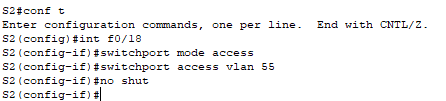 S2#conf t
Enter configuration commands, one per line.  End with CNTL/Z.
S2(config)#int f0/18
S2(config-if)#switchport mode access
S2(config-if)#switchport access vlan 55
S2(config-if)#no shut
S2(config-if)#